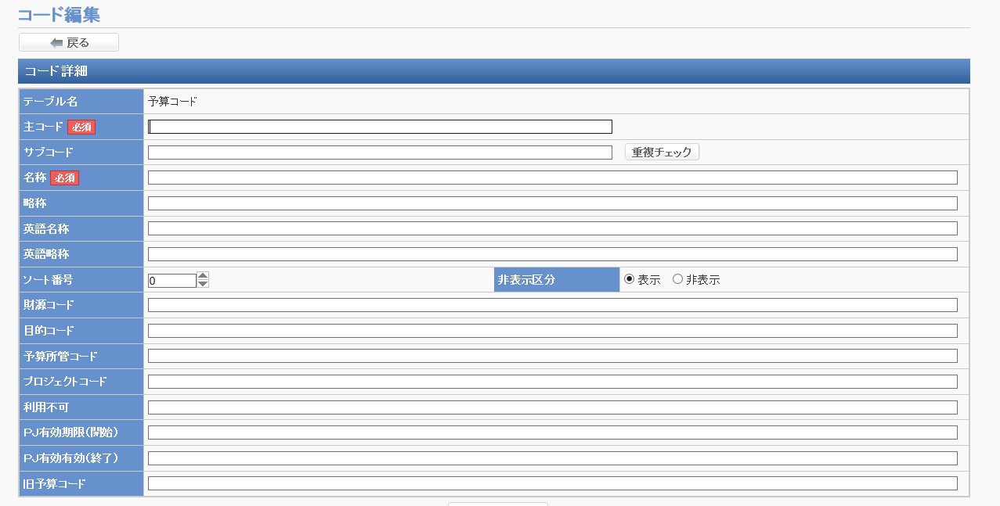 コード編集
戻る
コード詳細
テーブル名 予算コード
主コード 必須
サブコード 重複チェック
名称 必須
略称
英語名称
英語略称
ソート番号 0 非表示区分 表示 非表示
財源コード
目的コード
予算所管コード
プロジェクトコード
利用不可
PJ有効期限(開始)
PJ有効有効(終了)
旧予算コード